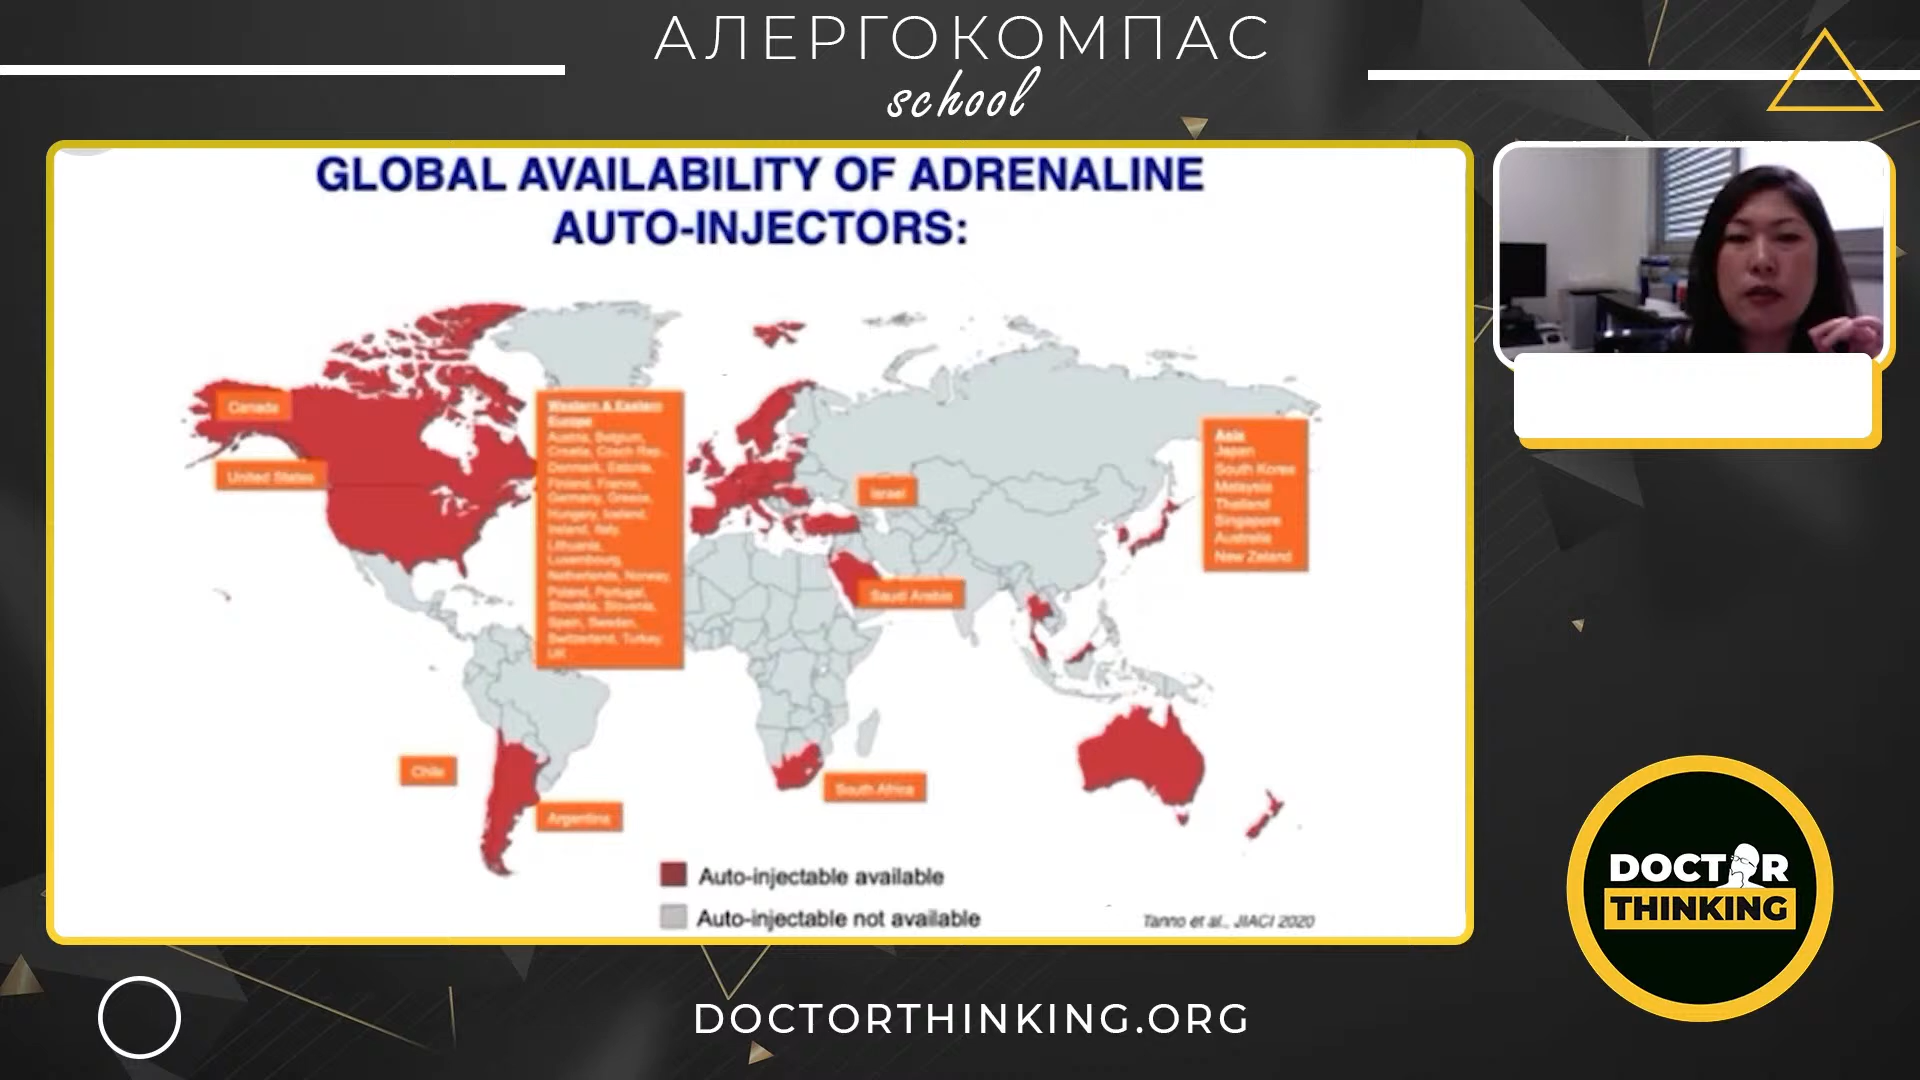 АЛЕРГОКОМПАС
school
GLOBAL AVAILABILITY OF ADRENALINE
AUTO-INJECTORS:
Canada
United States
Western & Eastern
Europe
Austria, Belgium,
Croatia, Czech Rep.,
Denmark, Estonia,
Finland, France,
Germany, Greece,
Hungary, Iceland,
Ireland, Italy,
Lithuania,
Luxembourg,
Netherlands, Norway,
Poland, Portugal,
Slovakia, Slovenia,
Spain, Sweden,
Switzerland, Turkey,
UK
Israel
Saudi Arabia
Asia
Japan
South Korea
Malaysia
Thailand
Singapore
Australia
New Zeland
Chile
Argentina
South Africa
Auto-injectable available
Auto-injectable not available
Tanno et al., JIACI 2020
DOCTOR
THINKING
DOCTORTHINKING.ORG